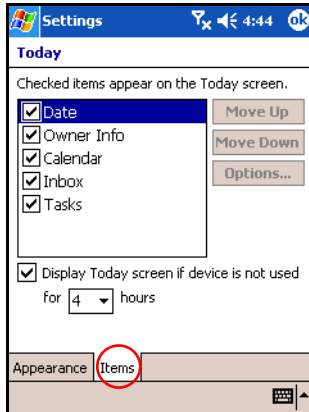 Settings 4:44 ok
Today
Checked items appear on the Today screen.
Date
Owner Info
Calendar
Inbox
Tasks
Move Up
Move Down
Options...
Display Today screen if device is not used
for 4 hours
Appearance Items